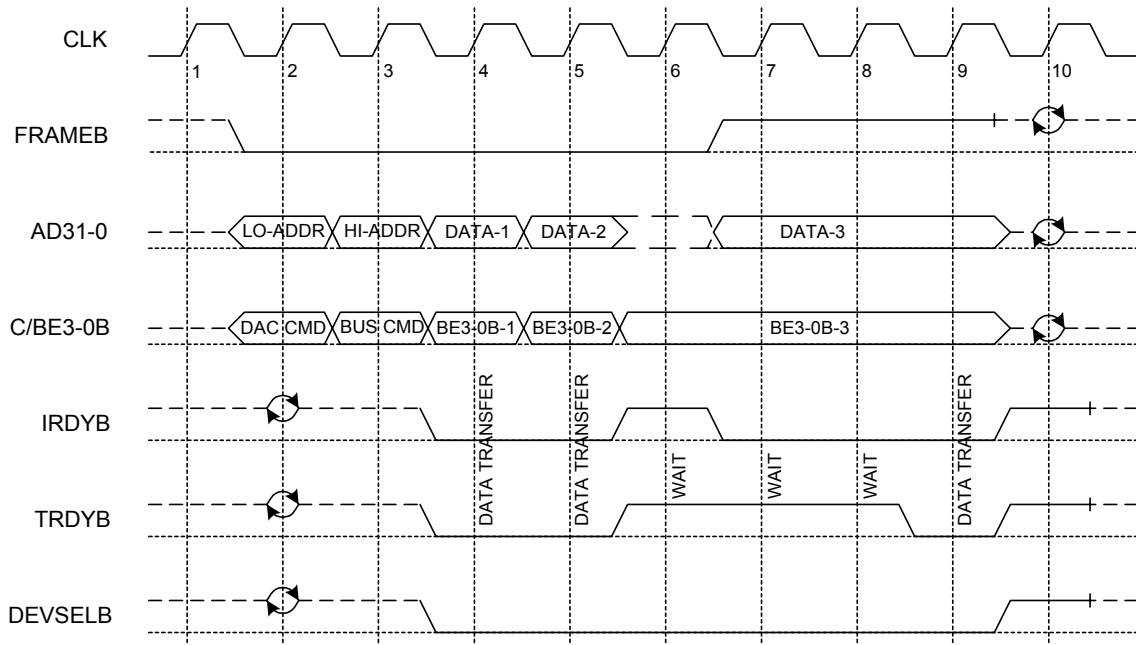 CLK
1 2 3 4 5 6 7 8 9 10
FRAMEB
AD31-0
LO-ADDR HI-ADDR DATA-1 DATA-2 DATA-3
C/BE3-0B
DAC CMD BUS CMD BE3-0B-1 BE3-0B-2 BE3-0B-3
IRDYB
DATA TRANSFER
DATA TRANSFER
WAIT
WAIT
WAIT
DATA TRANSFER
TRDYB
DEVSELB